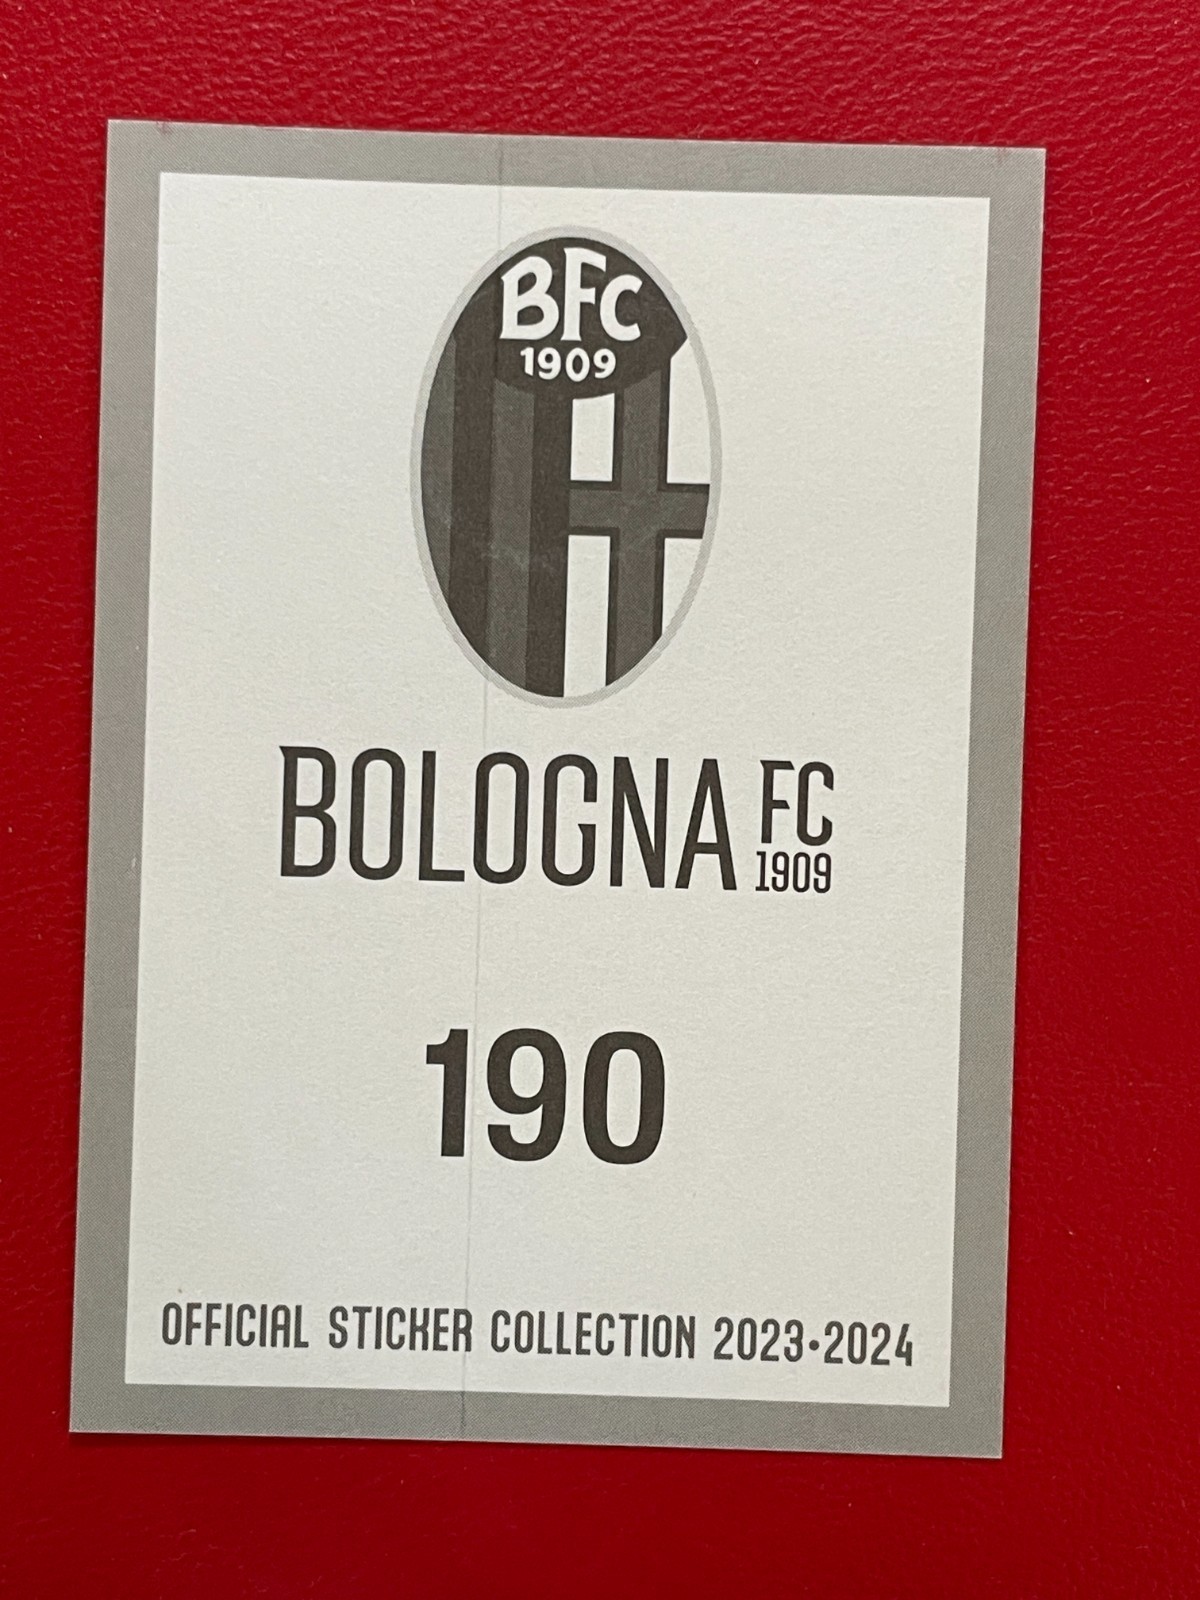 BFC
1909
BOLOGNA FC
1909
190
OFFICIAL STICKER COLLECTION 2023•2024